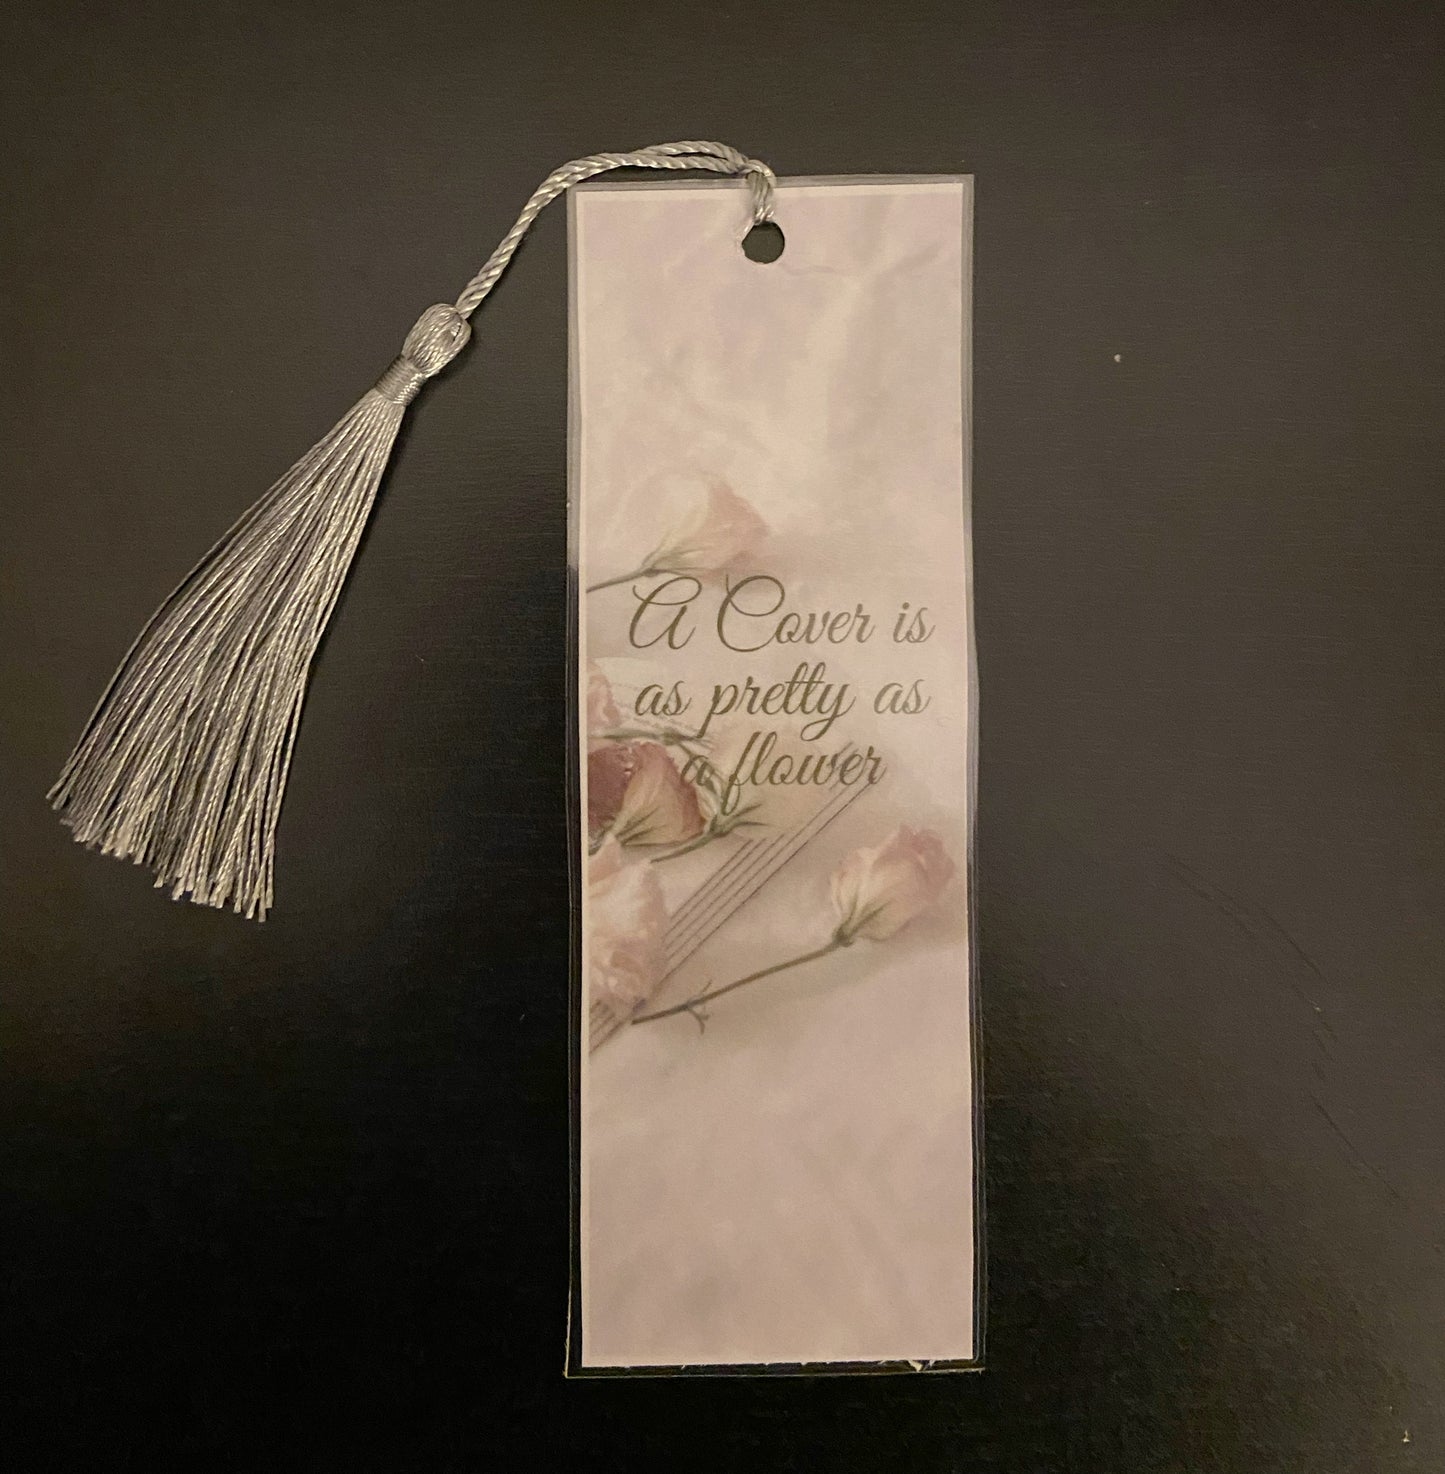 A Cover is
as pretty as
a flower